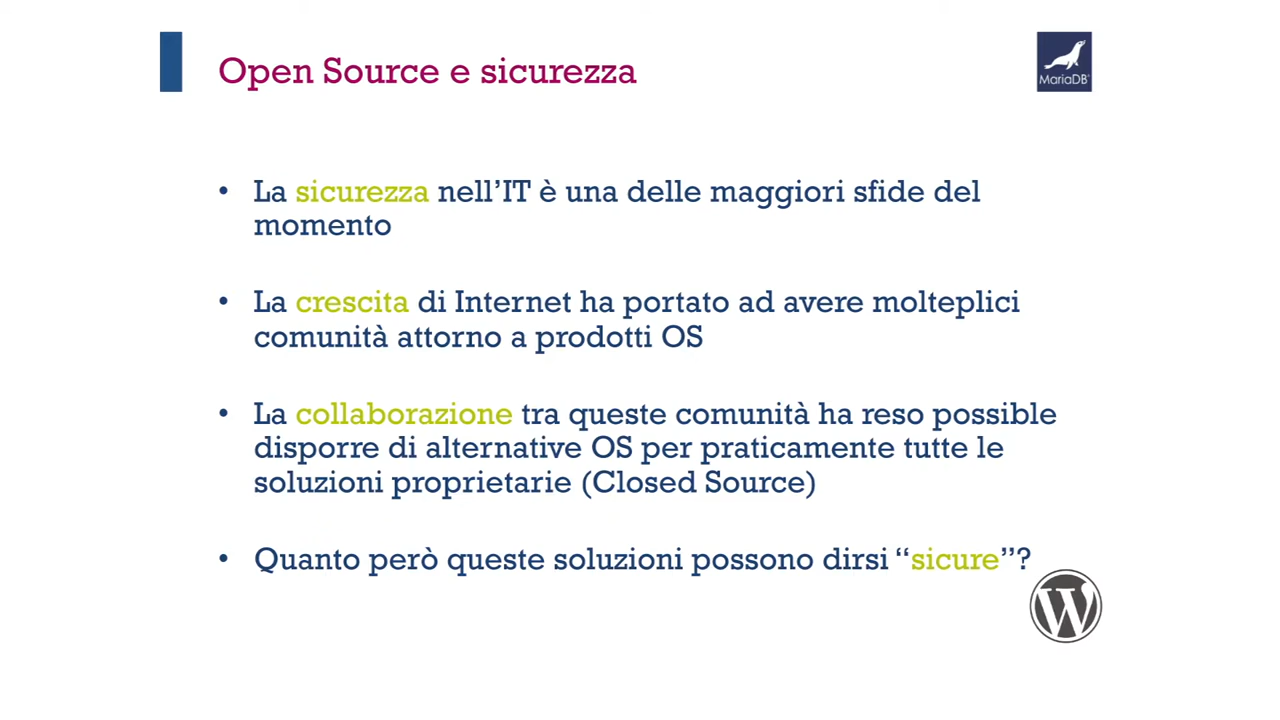 Open Source e sicurezza
MariaDB®
• La sicurezza nell’IT è una delle maggiori sfide del
momento
• La crescita di Internet ha portato ad avere molteplici
comunità attorno a prodotti OS
• La collaborazione tra queste comunità ha reso possible
disporre di alternative OS per praticamente tutte le
soluzioni proprietarie (Closed Source)
• Quanto però queste soluzioni possono dirsi “sicure”?
W